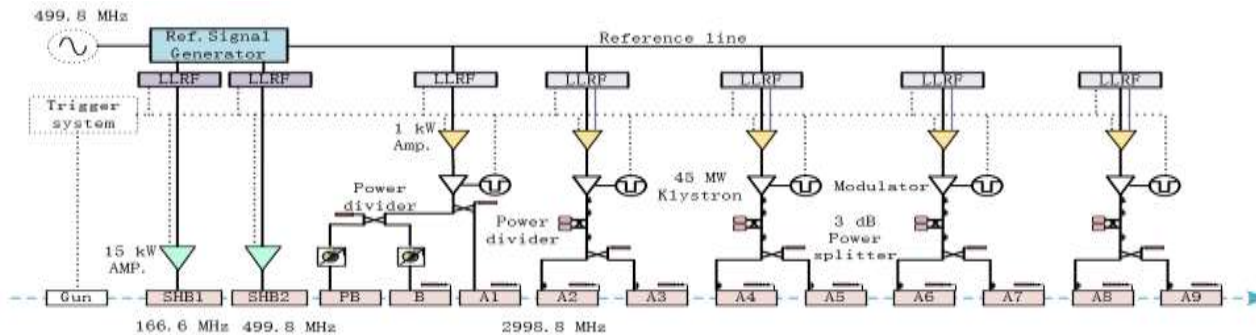 499.8 MHz
Ref.Signal
Generator
Reference line
LLRF
LLRF
LLRF
LLRF
LLRF
LLRF
LLRF
Trigger
system
1 kW
Amp.
45 MW
Klystron
Modulator
Power
divider
Power
divider
3 dB
Power
splitter
15 kW
AMP.
Gun
SHB1
SHB2
PB
B
A1
A2
A3
A4
A5
A6
A7
A8
A9
166.6 MHz
499.8 MHz
2998.8 MHz